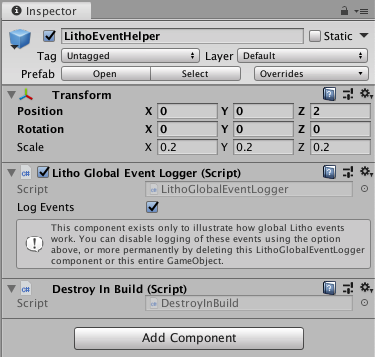 Inspector
LithoEventHelper Static
Tag Untagged Layer Default
Prefab Open Select Overrides
Transform
Position X 0 Y 0 Z 2
Rotation X 0 Y 0 Z 0
Scale X 0.2 Y 0.2 Z 0.2
Litho Global Event Logger (Script)
Script LithoGlobalEventLogger
Log Events
This component exists only to illustrate how global Litho events
work. You can disable logging of these events using the option
above, or more permanently by deleting this LithoGlobalEventLogger
component or this entire GameObject.
Destroy In Build (Script)
Script DestroyInBuild
Add Component